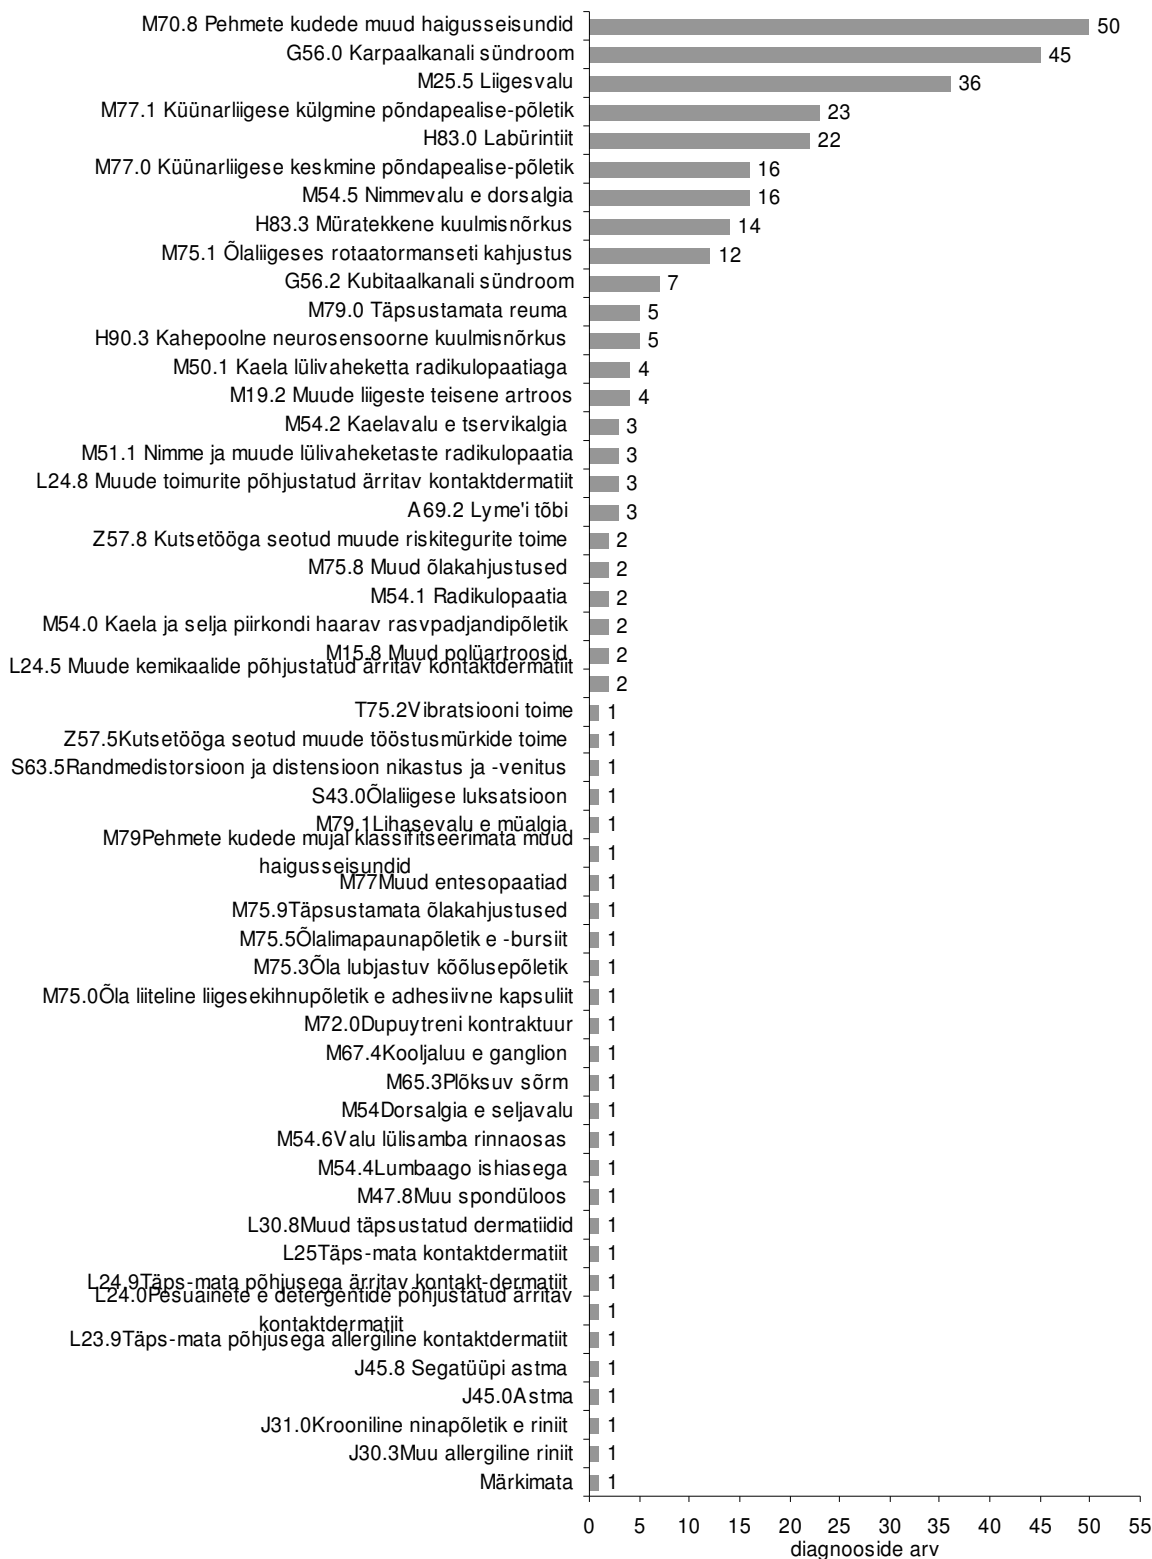 M70.8 Pehmete kudede muud haigusseisundid 50
G56.0 Karpaalkanali sündroom 45
M25.5 Liigesvalu 36
M77.1 Küünarliigese külgmine põndapealise-põletik 23
H83.0 Labürintiit 22
M77.0 Küünarliigese keskmine põndapealise-põletik 16
M54.5 Nimmevalu e dorsalgia 16
H83.3 Müratekkene kuulmisnõrkus 14
M75.1 Õlaliigeses rotaatormanseti kahjustus 12
G56.2 Kubitaalkanali sündroom 7
M79.0 Täpsustamata reuma 5
H90.3 Kahepoolne neurosensoorne kuulmisnõrkus 5
M50.1 Kaela lülivaheketta radikulopaatiaga 4
M19.2 Muude liigeste teisene artroos 4
M54.2 Kaelavalu e tservikalgia 3
M51.1 Nimme ja muude lülivaheketaste radikulopaatia 3
L24.8 Muude toimurite põhjustatud ärritav kontaktdermatiit 3
A69.2 Lyme'i tõbi 3
Z57.8 Kutsetööga seotud muude riskitegurite toime 2
M75.8 Muud õlakahjustused 2
M54.1 Radikulopaatia 2
M54.0 Kaela ja selja piirkondi haarav rasvpadjandipõletik 2
M15.8 Muud polüartroosid 2
L24.5 Muude kemikaalide põhjustatud ärritav kontaktdermatiit 2
T75.2Vibratsiooni toime 1
Z57.5Kutsetööga seotud muude tööstusmürkide toime 1
S63.5Randmedistorsioon ja distensioon nikastus ja -venitus 1
S43.0Õlaliigese luksatsioon 1
M79.1Lihasevalu e müalgia 1
M79Pehmete kudede mujal klassifitseerimata muud
haigusseisundid 1
M77Muud entesopaatiad 1
M75.9Täpsustamata õlakahjustused 1
M75.5Õlalimapaunapõletik e -bursiit 1
M75.3Õla lubjastuv kõõlusepõletik 1
M75.0Õla liiteline liigesekihnupõletik e adhesiivne kapsuliit 1
M72.0Dupuytreni kontraktuur 1
M67.4Kooljaluu e ganglion 1
M65.3Plõksuv sõrm 1
M54Dorsalgia e seljavalu 1
M54.6Valu lülisamba rinnaosas 1
M54.4Lumbaago ishiasega 1
M47.8Muu spondüloos 1
L30.8Muud täpsustatud dermatiidid 1
L25Täps-mata kontaktdermatiit 1
L24.9Täps-mata põhjusega ärritav kontakt-dermatiit 1
L24.0Pesuainete e detergentide põhjustatud ärritav
kontaktdermatiit 1
L23.9Täps-mata põhjusega allergiline kontaktdermatiit 1
J45.8 Segatüüpi astma 1
J45.0Astma 1
J31.0Krooniline ninapõletik e riniit 1
J30.3Muu allergiline riniit 1
Märkimata 1
0 5 10 15 20 25 30 35 40 45 50 55
diagnooside arv